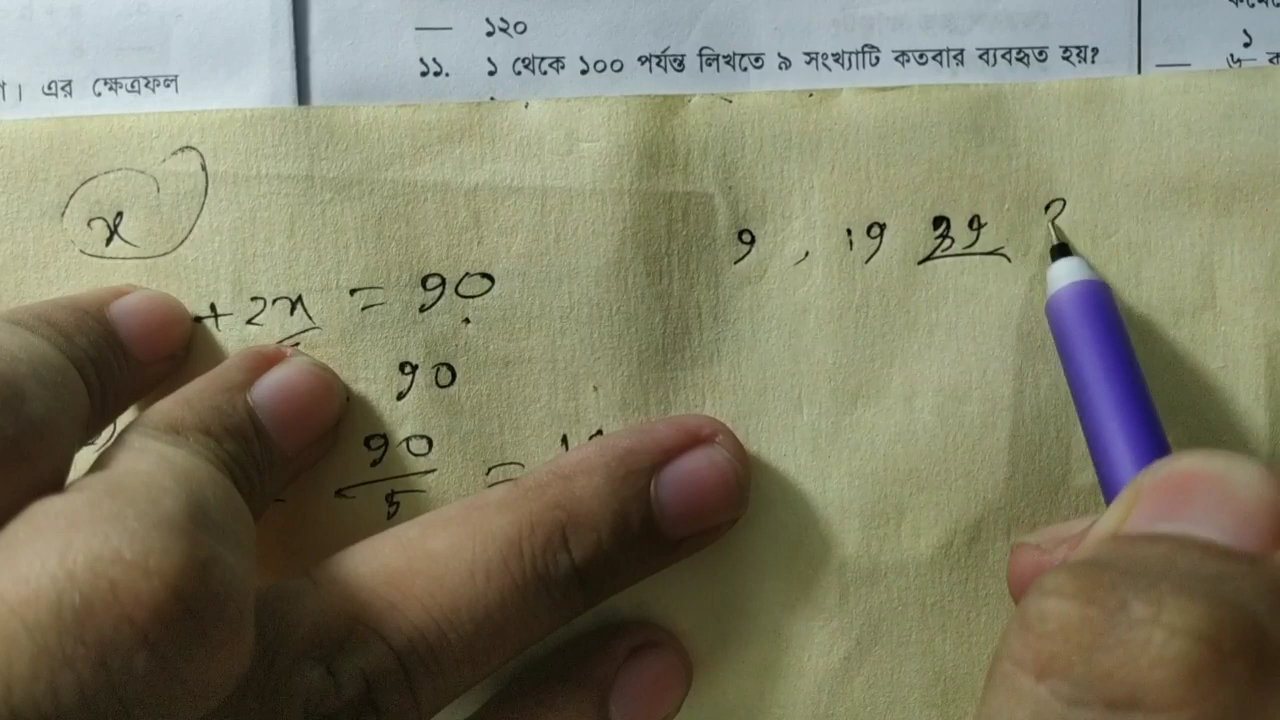 — ১২০
১১. ১ থেকে ১০০ পর্যন্ত লিখতে ৯ সংখ্যাটি কতবার ব্যবহৃত হয়?
। এর ক্ষেত্রফল
১
x
+ 2x = 90
90
90
5
=
9 , 19 39